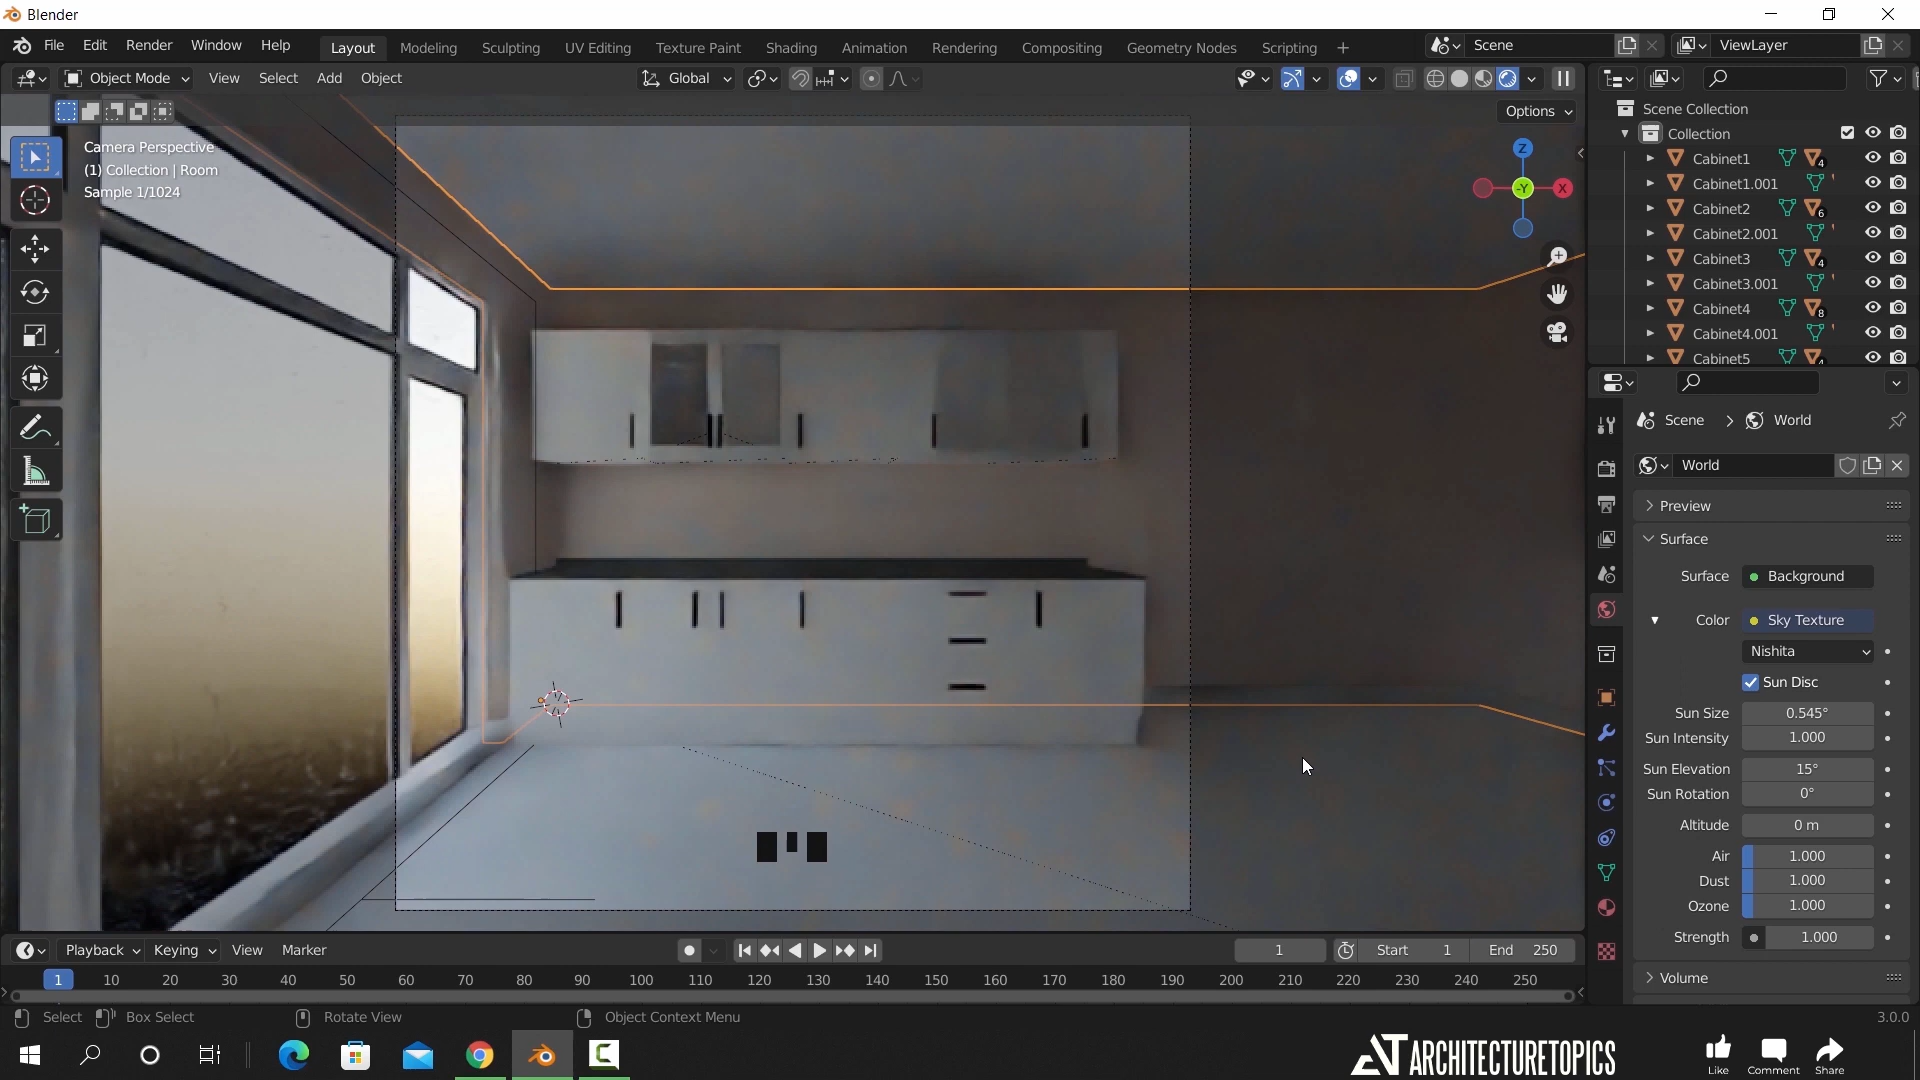 Blender
File Edit Render Window Help Layout Modeling Sculpting UV Editing Texture Paint Shading Animation Rendering Compositing Geometry Nodes Scripting + Scene ViewLayer
Object Mode View Select Add Object Global
Options
Camera Perspective
(1) Collection | Room
Sample 1/1024
Z
-Y
X
Scene Collection
Collection
Cabinet1 4
Cabinet1.001
Cabinet2 6
Cabinet2.001
Cabinet3 4
Cabinet3.001
Cabinet4 8
Cabinet4.001
Cabinet5 4
Scene > World
World
Preview
Surface
Surface Background
Color Sky Texture
Nishita
Sun Disc
Sun Size 0.545°
Sun Intensity 1.000
Sun Elevation 15°
Sun Rotation 0°
Altitude 0 m
Air 1.000
Dust 1.000
Ozone 1.000
Strength 1.000
Volume
Playback Keying View Marker 1 Start 1 End 250
1 10 20 30 40 50 60 70 80 90 100 110 120 130 140 150 160 170 180 190 200 210 220 230 240 250
Select Box Select Rotate View Object Context Menu 3.0.0
ARCHITECTURETOPICS
Like Comment Share